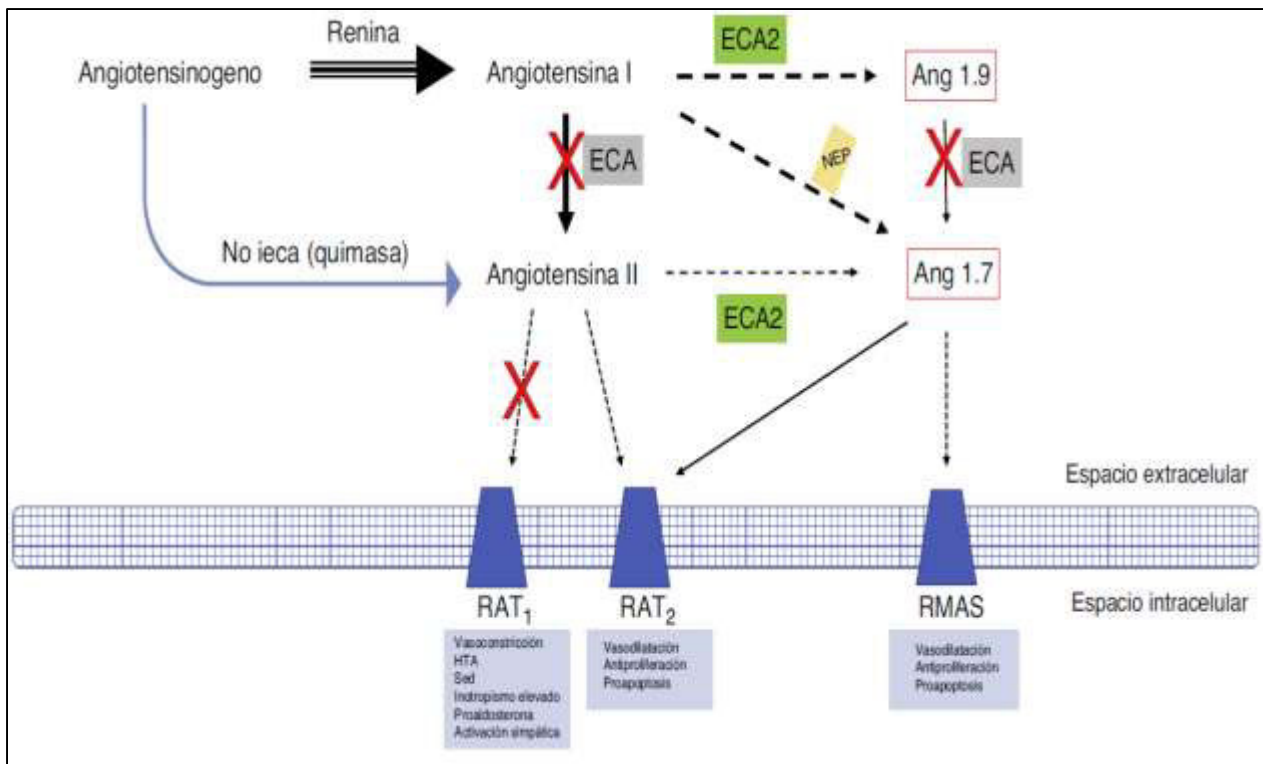 Renina
ECA2
Angiotensinogeno
Angiotensina I
Ang 1.9
NEP
X ECA
X ECA
No ieca (quimasa)
Angiotensina II
Ang 1.7
ECA2
X
Espacio extracelular
Espacio intracelular
RAT1
RAT2
RMAS
Vasoconstricción
HTA
Sed
Inotropismo elevado
Proaldosterona
Activación simpática
Vasodilatación
Antiproliferación
Proapoptosis
Vasodilatación
Antiproliferación
Proapoptosis